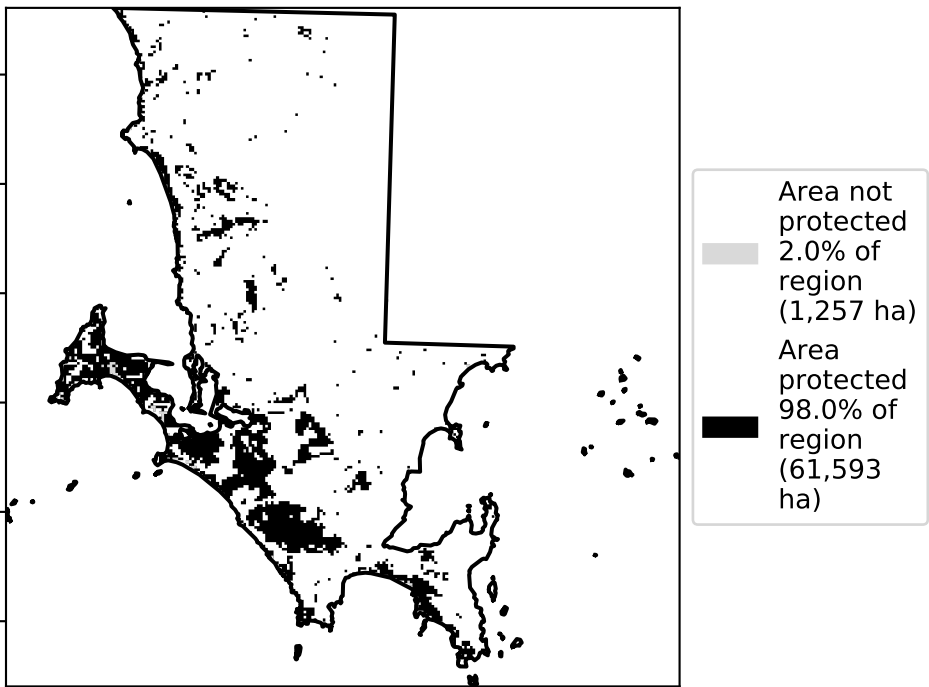 Area not
protected
2.0% of
region
(1,257 ha)
Area
protected
98.0% of
region
(61,593
ha)